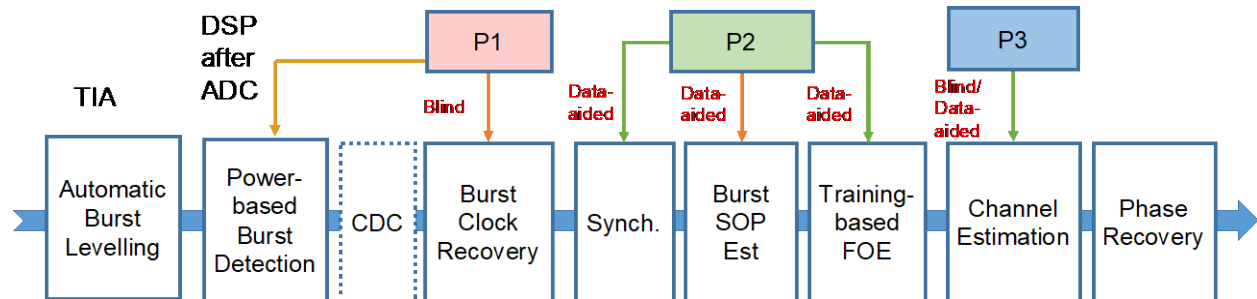 DSP
after
ADC
P1
P2
P3
TIA
Blind
Data-
aided
Data-
aided
Data-
aided
Blind/
Data-
aided
Automatic
Burst
Levelling
Power-
based
Burst
Detection
CDC
Burst
Clock
Recovery
Synch.
Burst
SOP
Est
Training-
based
FOE
Channel
Estimation
Phase
Recovery